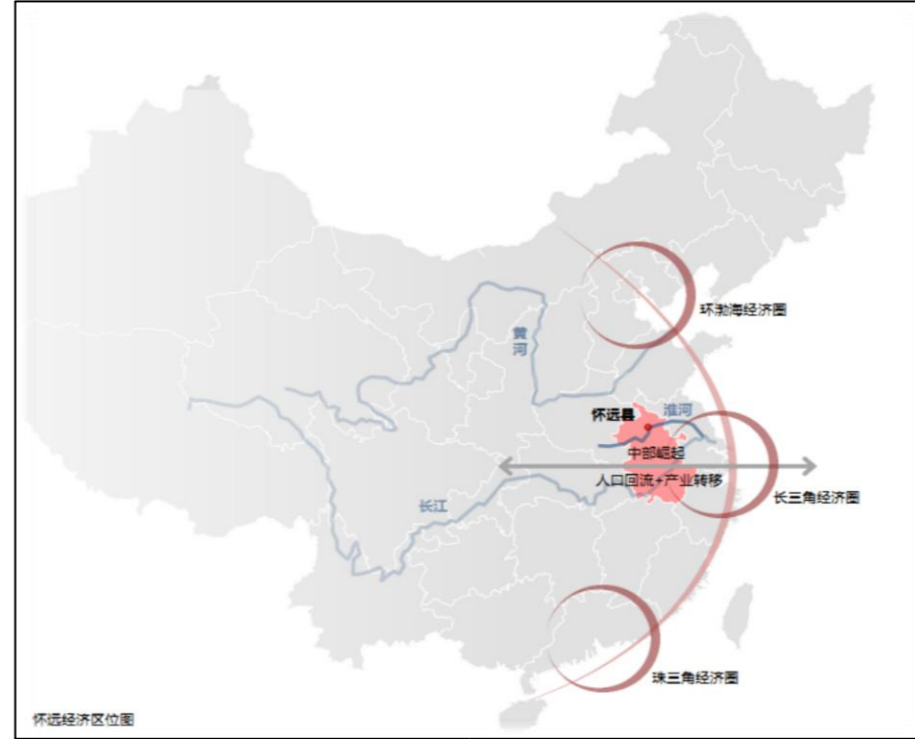 环渤海经济圈
黄河
怀远县
淮河
中部崛起
人口回流+产业转移
长三角经济圈
长江
珠三角经济圈
怀远经济区位图